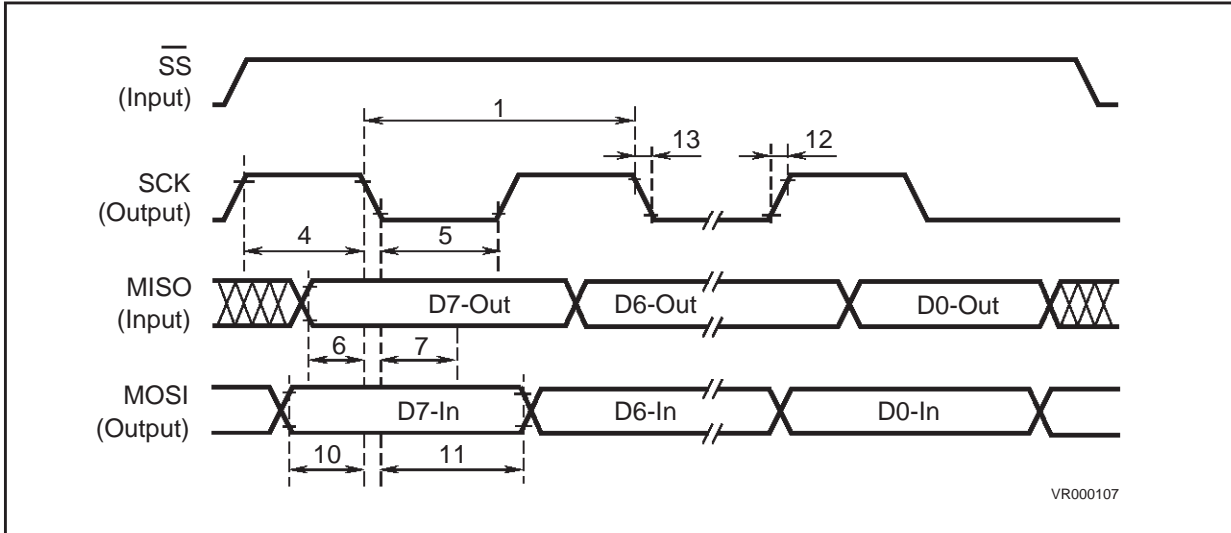 SS
(Input)
1
13
12
SCK
(Output)
4
5
MISO
(Input)
D7-Out
D6-Out
D0-Out
6
7
MOSI
(Output)
D7-In
D6-In
D0-In
10
11
VR000107